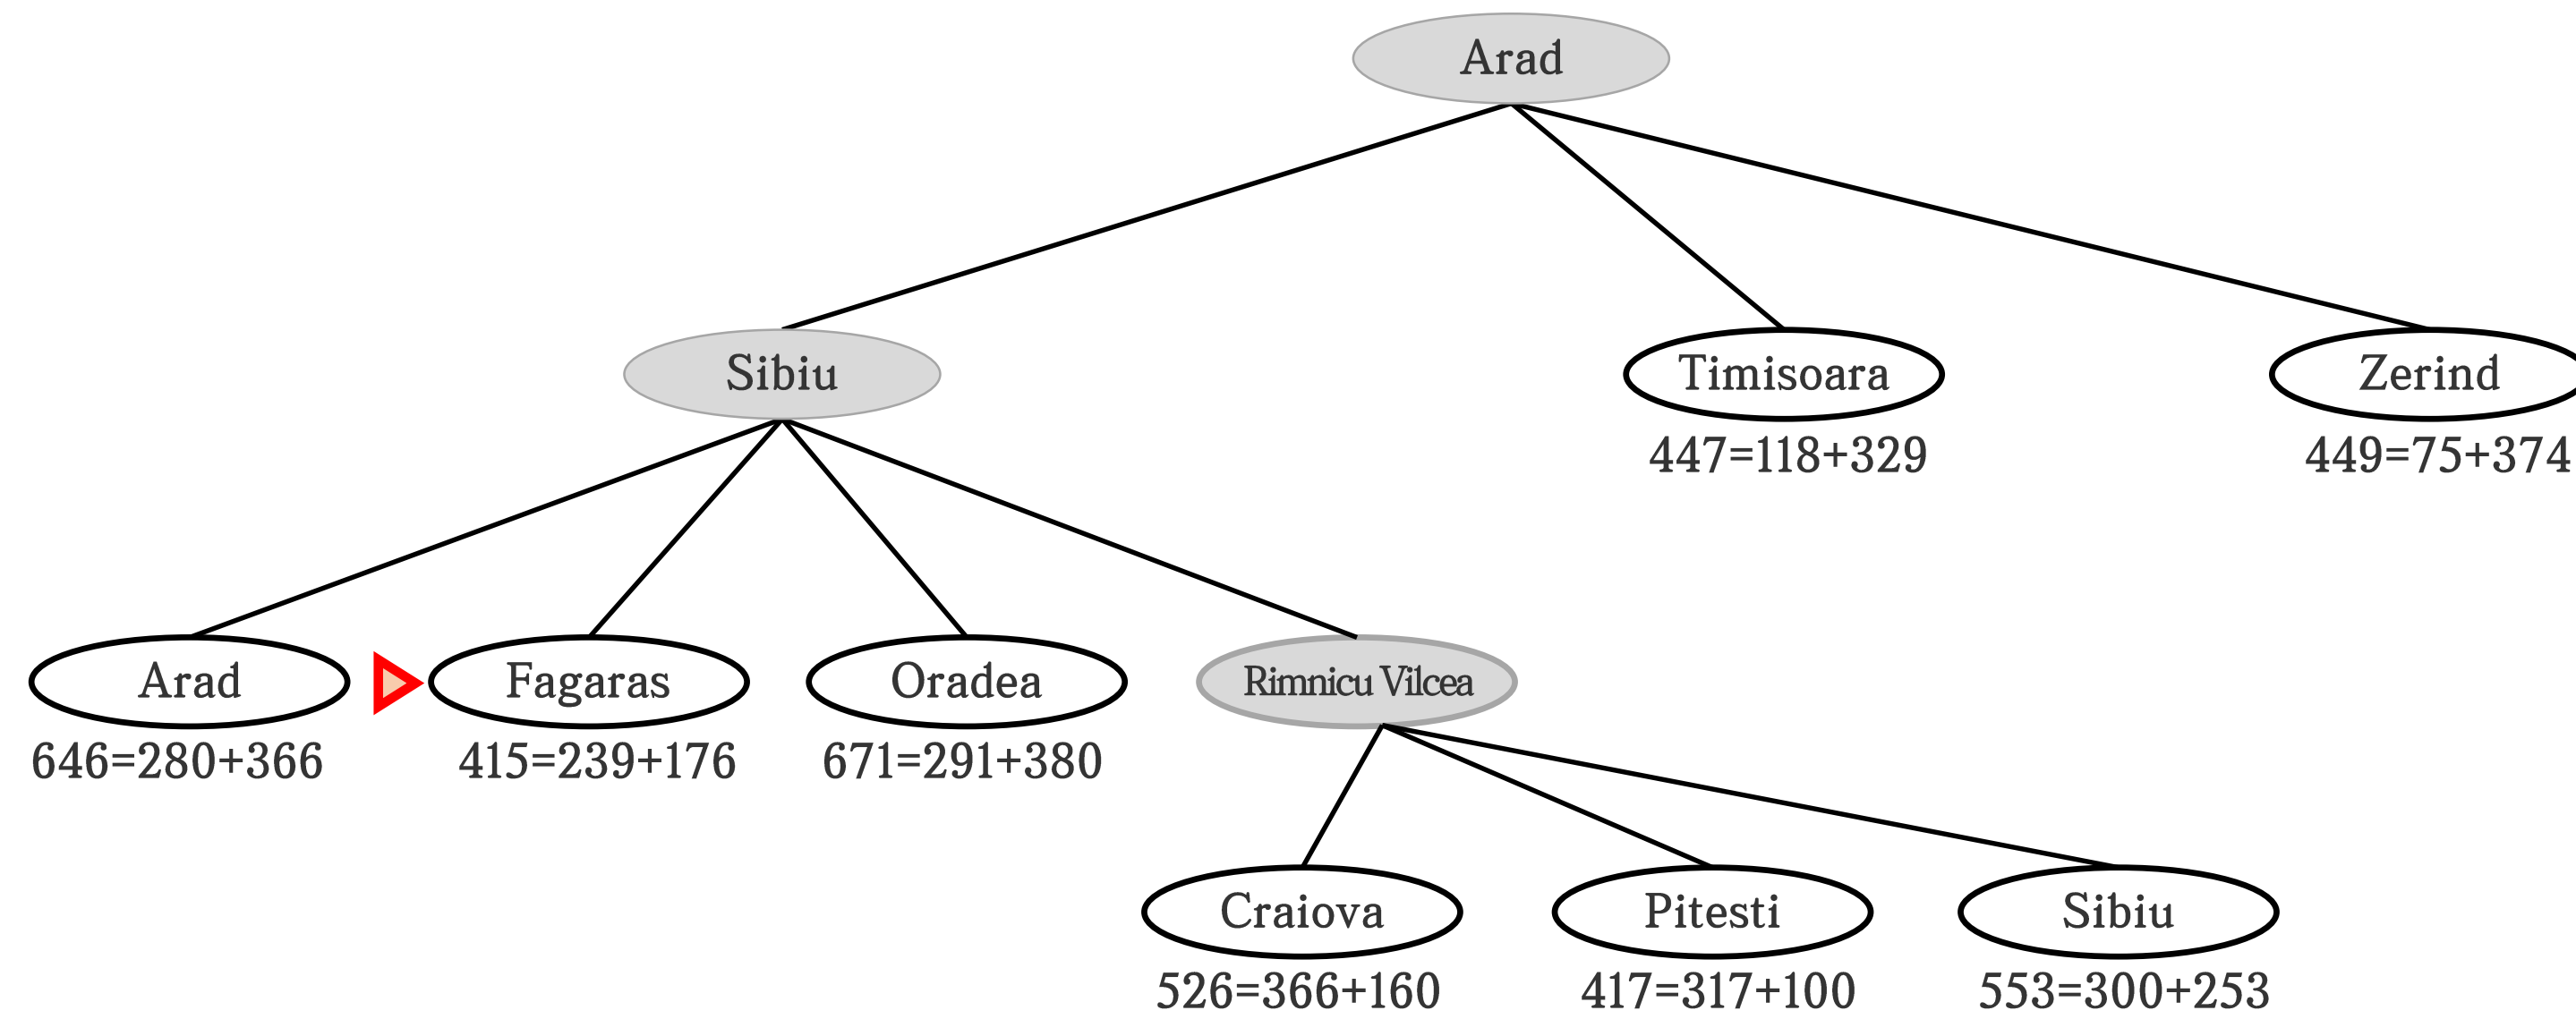 Arad
Sibiu
Timisoara
Zerind
447=118+329
449=75+374
Arad
Fagaras
Oradea
Rimnicu Vilcea
646=280+366
415=239+176
671=291+380
Craiova
Pitesti
Sibiu
526=366+160
417=317+100
553=300+253